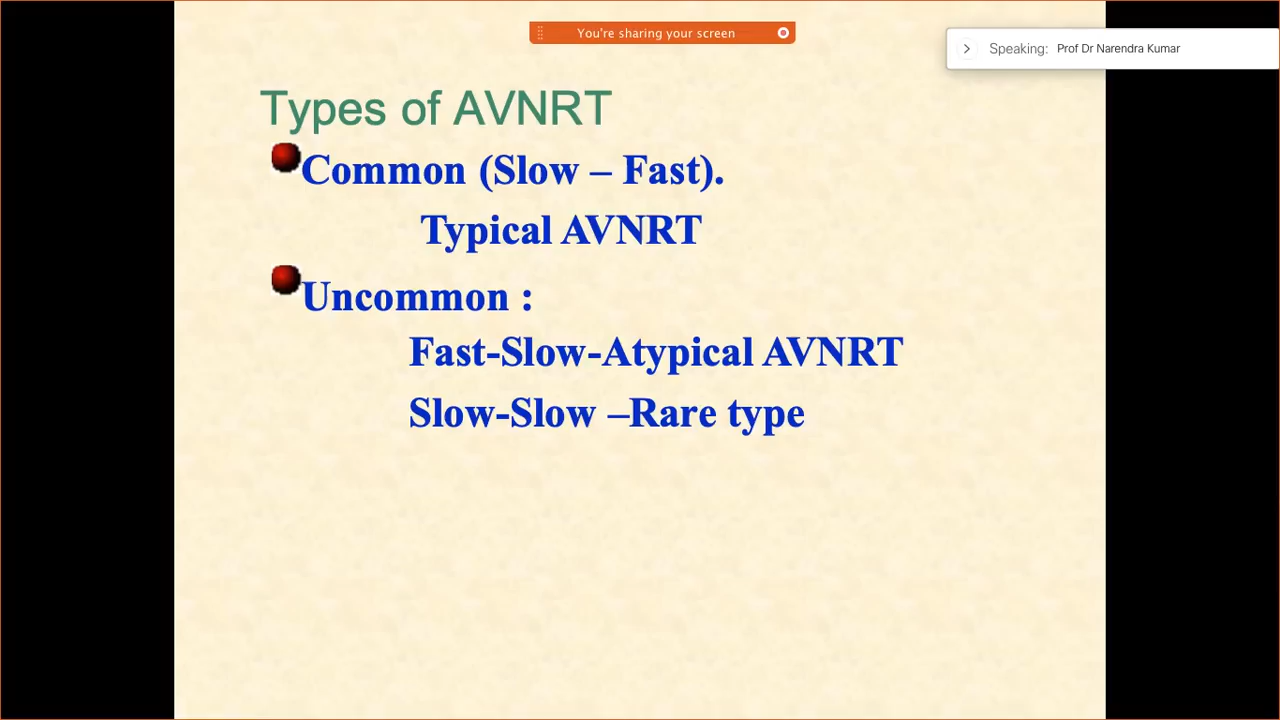 You're sharing your screen
Speaking: Prof Dr Narendra Kumar
Types of AVNRT
Common (Slow – Fast).
Typical AVNRT
Uncommon :
Fast-Slow-Atypical AVNRT
Slow-Slow –Rare type